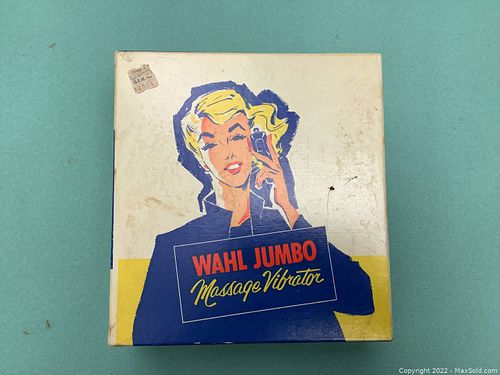 WAHL JUMBO
Massage Vibrator
Copyright 2022 - MaxSold.com